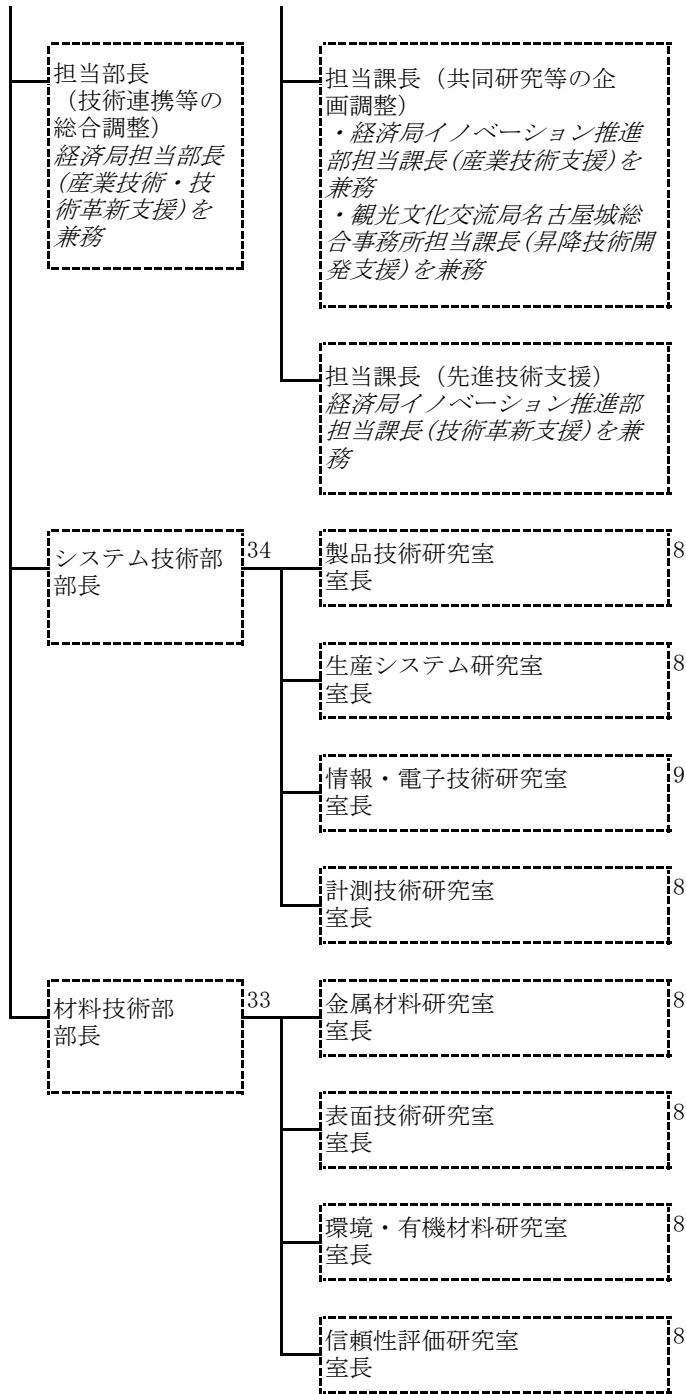 担当部長
(技術連携等の
総合調整)
経済局担当部長
(産業技術・技
術革新支援)を
兼務
担当課長(共同研究等の企
画調整)
・経済局イノベーション推進
部担当課長(産業技術支援)を
兼務
・観光文化交流局名古屋城総
合事務所担当課長(昇降技術開
発支援)を兼務
担当課長(先進技術支援)
経済局イノベーション推進部
担当課長(技術革新支援)を兼
務
システム技術部 34
部長
製品技術研究室 8
室長
生産システム研究室 8
室長
情報・電子技術研究室 9
室長
計測技術研究室 8
室長
材料技術部 33
部長
金属材料研究室 8
室長
表面技術研究室 8
室長
環境・有機材料研究室 8
室長
信頼性評価研究室 8
室長